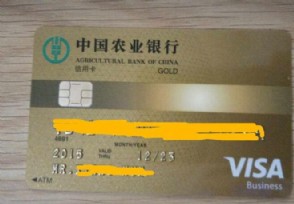 中国农业银行
AGRICULTURAL BANK OF CHINA
信用卡
GOLD
MONTH/YEAR
VALID THRU
12/23
MR.
VISA
Business
ATM